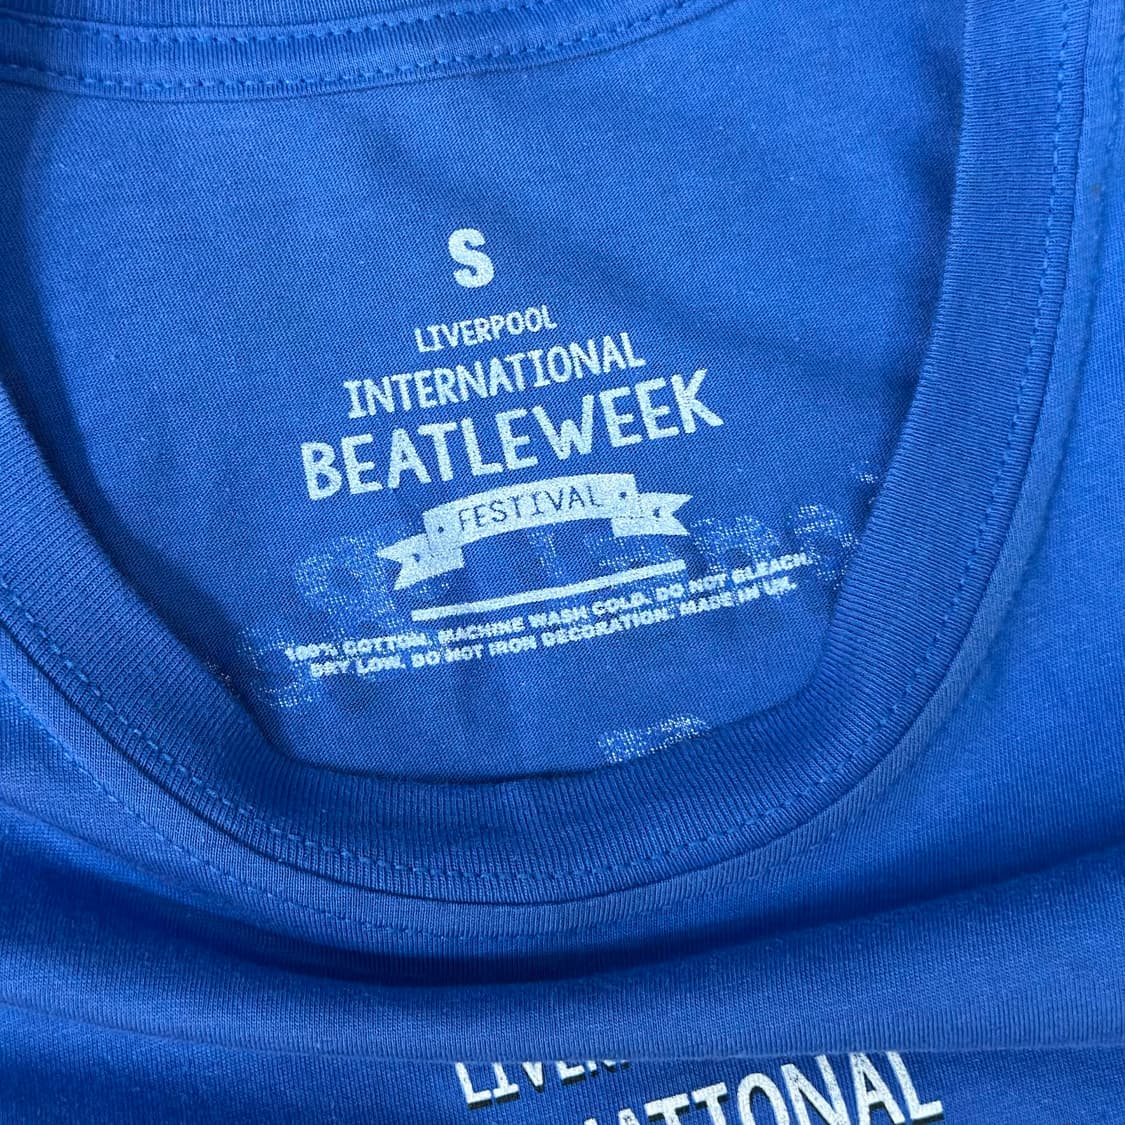 S
LIVERPOOL
INTERNATIONAL
BEATLEWEEK
FESTIVAL
100% COTTON. MACHINE WASH COLD. DO NOT BLEACH.
DRY LOW. DO NOT IRON DECORATION. MADE IN UK.